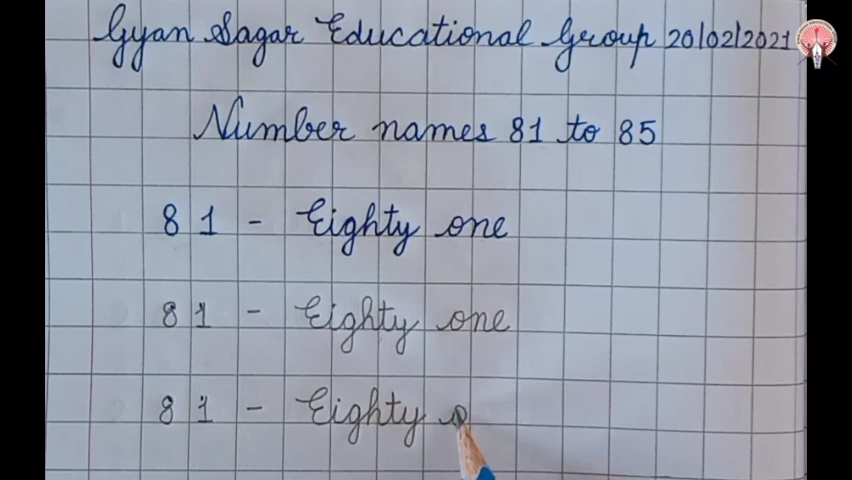 Gyan Sagar Educational Group 20/02/2021
Number names 81 to 85
81 - Eighty one
81 - Eighty one
81 - Eighty o